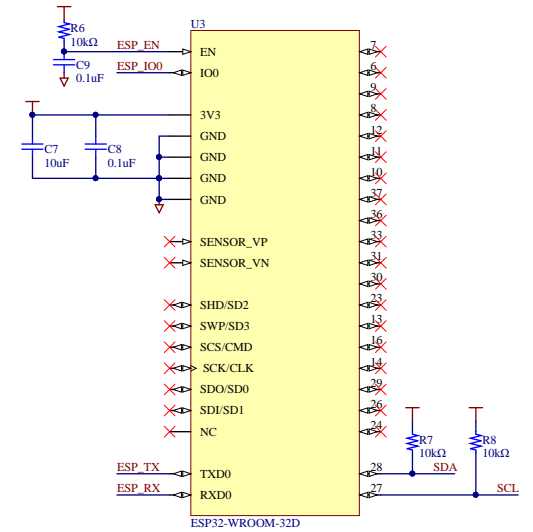 U3
R6
10kΩ
ESP_EN
EN
7
C9
0.1uF
ESP_IO0
IO0
6
9
3V3
8
GND
12
C7
10uF
C8
0.1uF
GND
11
GND
10
GND
37
36
SENSOR_VP
33
SENSOR_VN
31
30
SHD/SD2
23
SWP/SD3
13
SCS/CMD
16
SCK/CLK
14
SDO/SD0
29
SDI/SD1
26
NC
24
R7
10kΩ
R8
10kΩ
ESP_TX
TXD0
28
SDA
ESP_RX
RXD0
27
SCL
ESP32-WROOM-32D